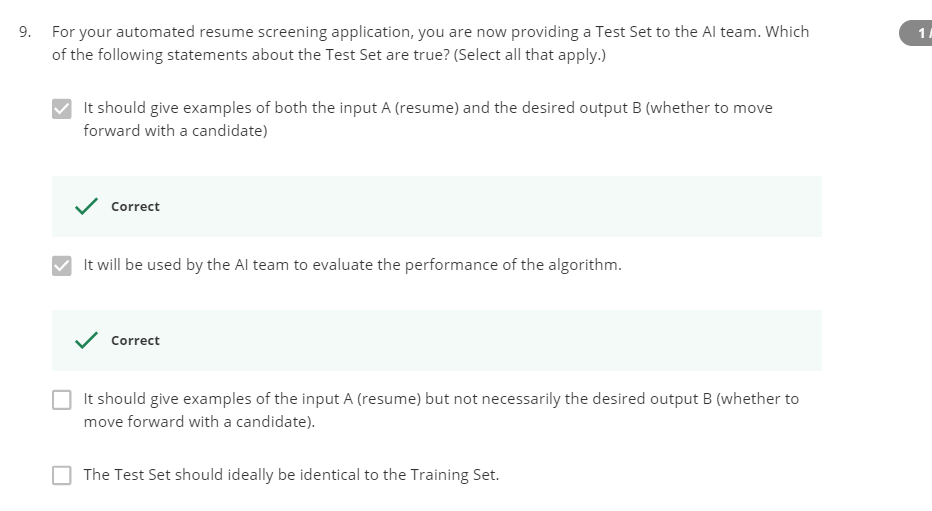 9. For your automated resume screening application, you are now providing a Test Set to the AI team. Which
of the following statements about the Test Set are true? (Select all that apply.)
1/
It should give examples of both the input A (resume) and the desired output B (whether to move
forward with a candidate)
Correct
It will be used by the AI team to evaluate the performance of the algorithm.
Correct
It should give examples of the input A (resume) but not necessarily the desired output B (whether to
move forward with a candidate).
The Test Set should ideally be identical to the Training Set.